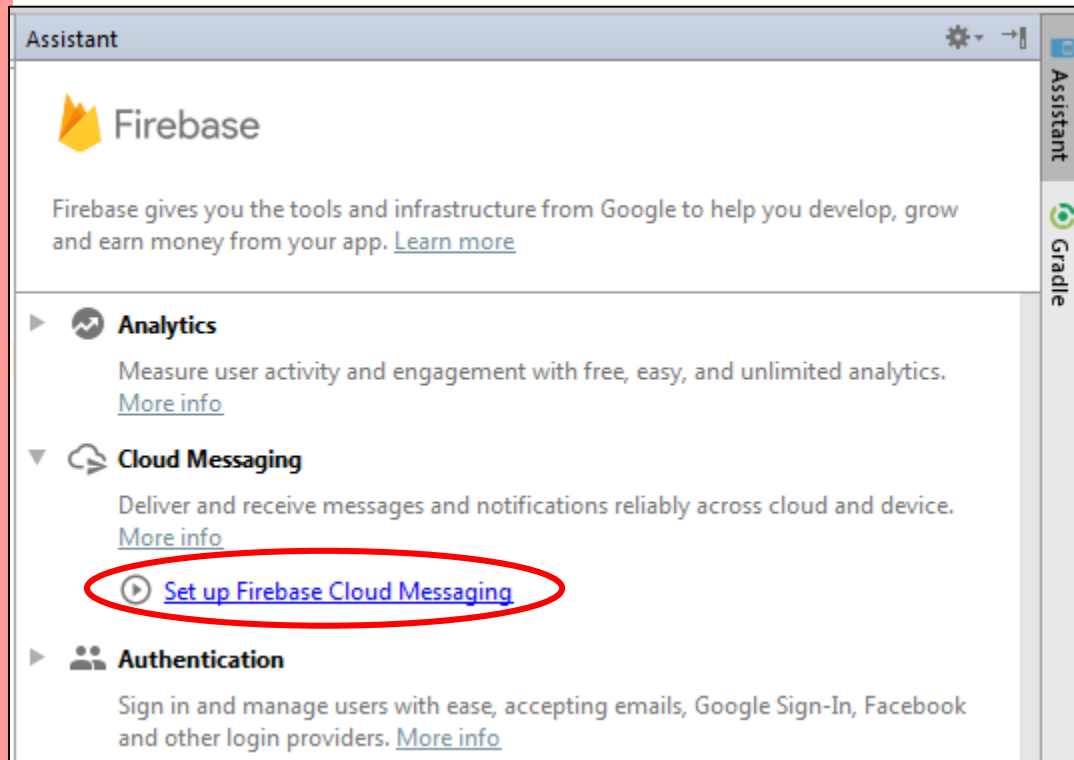 Assistant
Firebase
Firebase gives you the tools and infrastructure from Google to help you develop, grow
and earn money from your app. Learn more
Analytics
Measure user activity and engagement with free, easy, and unlimited analytics.
More info
Cloud Messaging
Deliver and receive messages and notifications reliably across cloud and device.
More info
Set up Firebase Cloud Messaging
Authentication
Sign in and manage users with ease, accepting emails, Google Sign-In, Facebook
and other login providers. More info
Assistant
Gradle